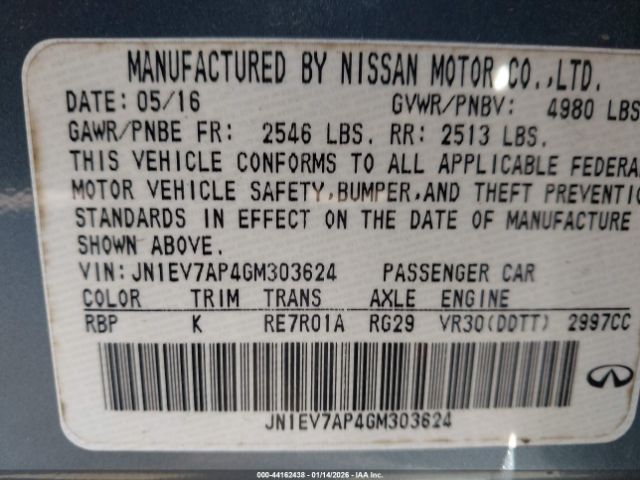 MANUFACTURED BY NISSAN MOTOR CO.,LTD.
DATE: 05/16 GVWR/PNBV: 4980 LBS
GAWR/PNBE FR: 2546 LBS. RR: 2513 LBS.
THIS VEHICLE CONFORMS TO ALL APPLICABLE FEDERA
MOTOR VEHICLE SAFETY,BUMPER,AND THEFT PREVENTIO
STANDARDS IN EFFECT ON THE DATE OF MANUFACTURE
SHOWN ABOVE.
VIN:JN1EV7AP4GM303624 PASSENGER CAR
COLOR TRIM TRANS AXLE ENGINE
RBP K RE7R01A RG29 VR30(DDTT) 2997CC
JN1EV7AP4GM303624
000-44162438 - 01/14/2026 - IAA Corp.